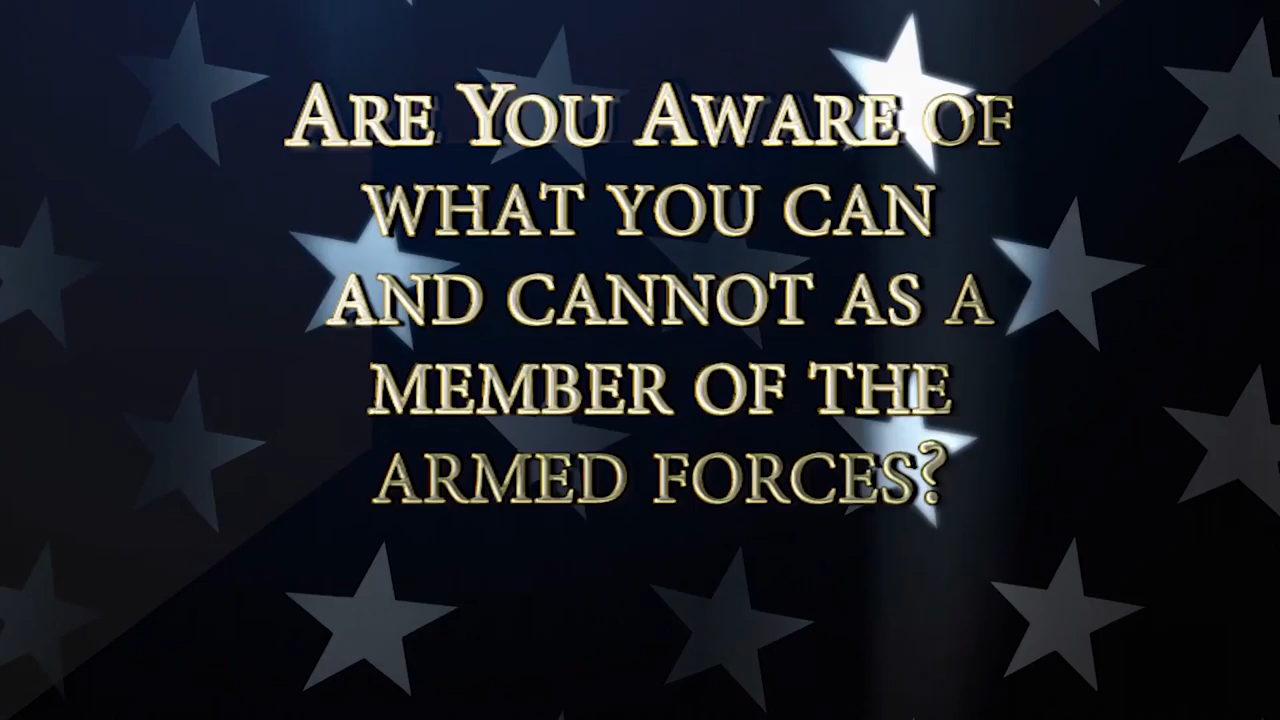 Are You Aware of
what you can
and cannot as a
member of the
armed forces?